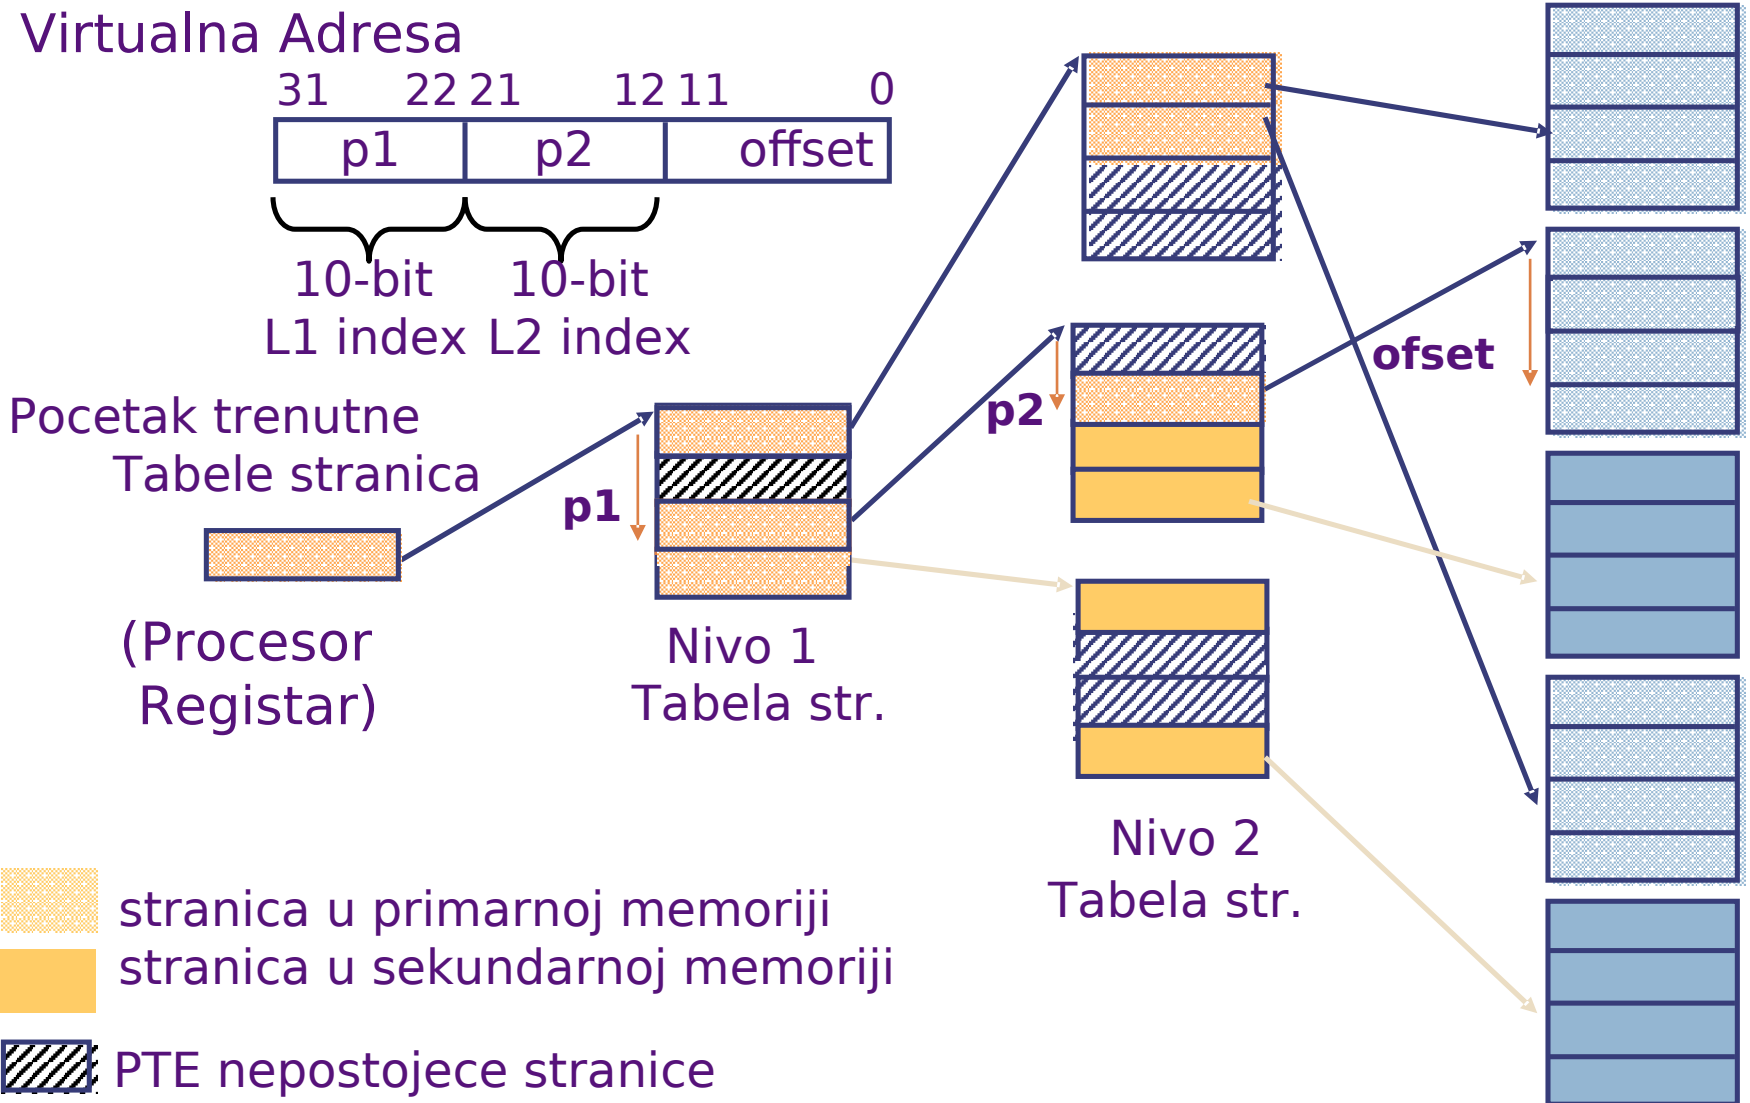 Virtualna Adresa
31 22 21 12 11 0
p1 p2 offset
10-bit 10-bit
L1 index L2 index
ofset
p2
Pocetak trenutne
Tabele stranica
p1
(Procesor
Registar)
Nivo 1
Tabela str.
Nivo 2
Tabela str.
stranica u primarnoj memoriji
stranica u sekundarnoj memoriji
PTE nepostojece stranice